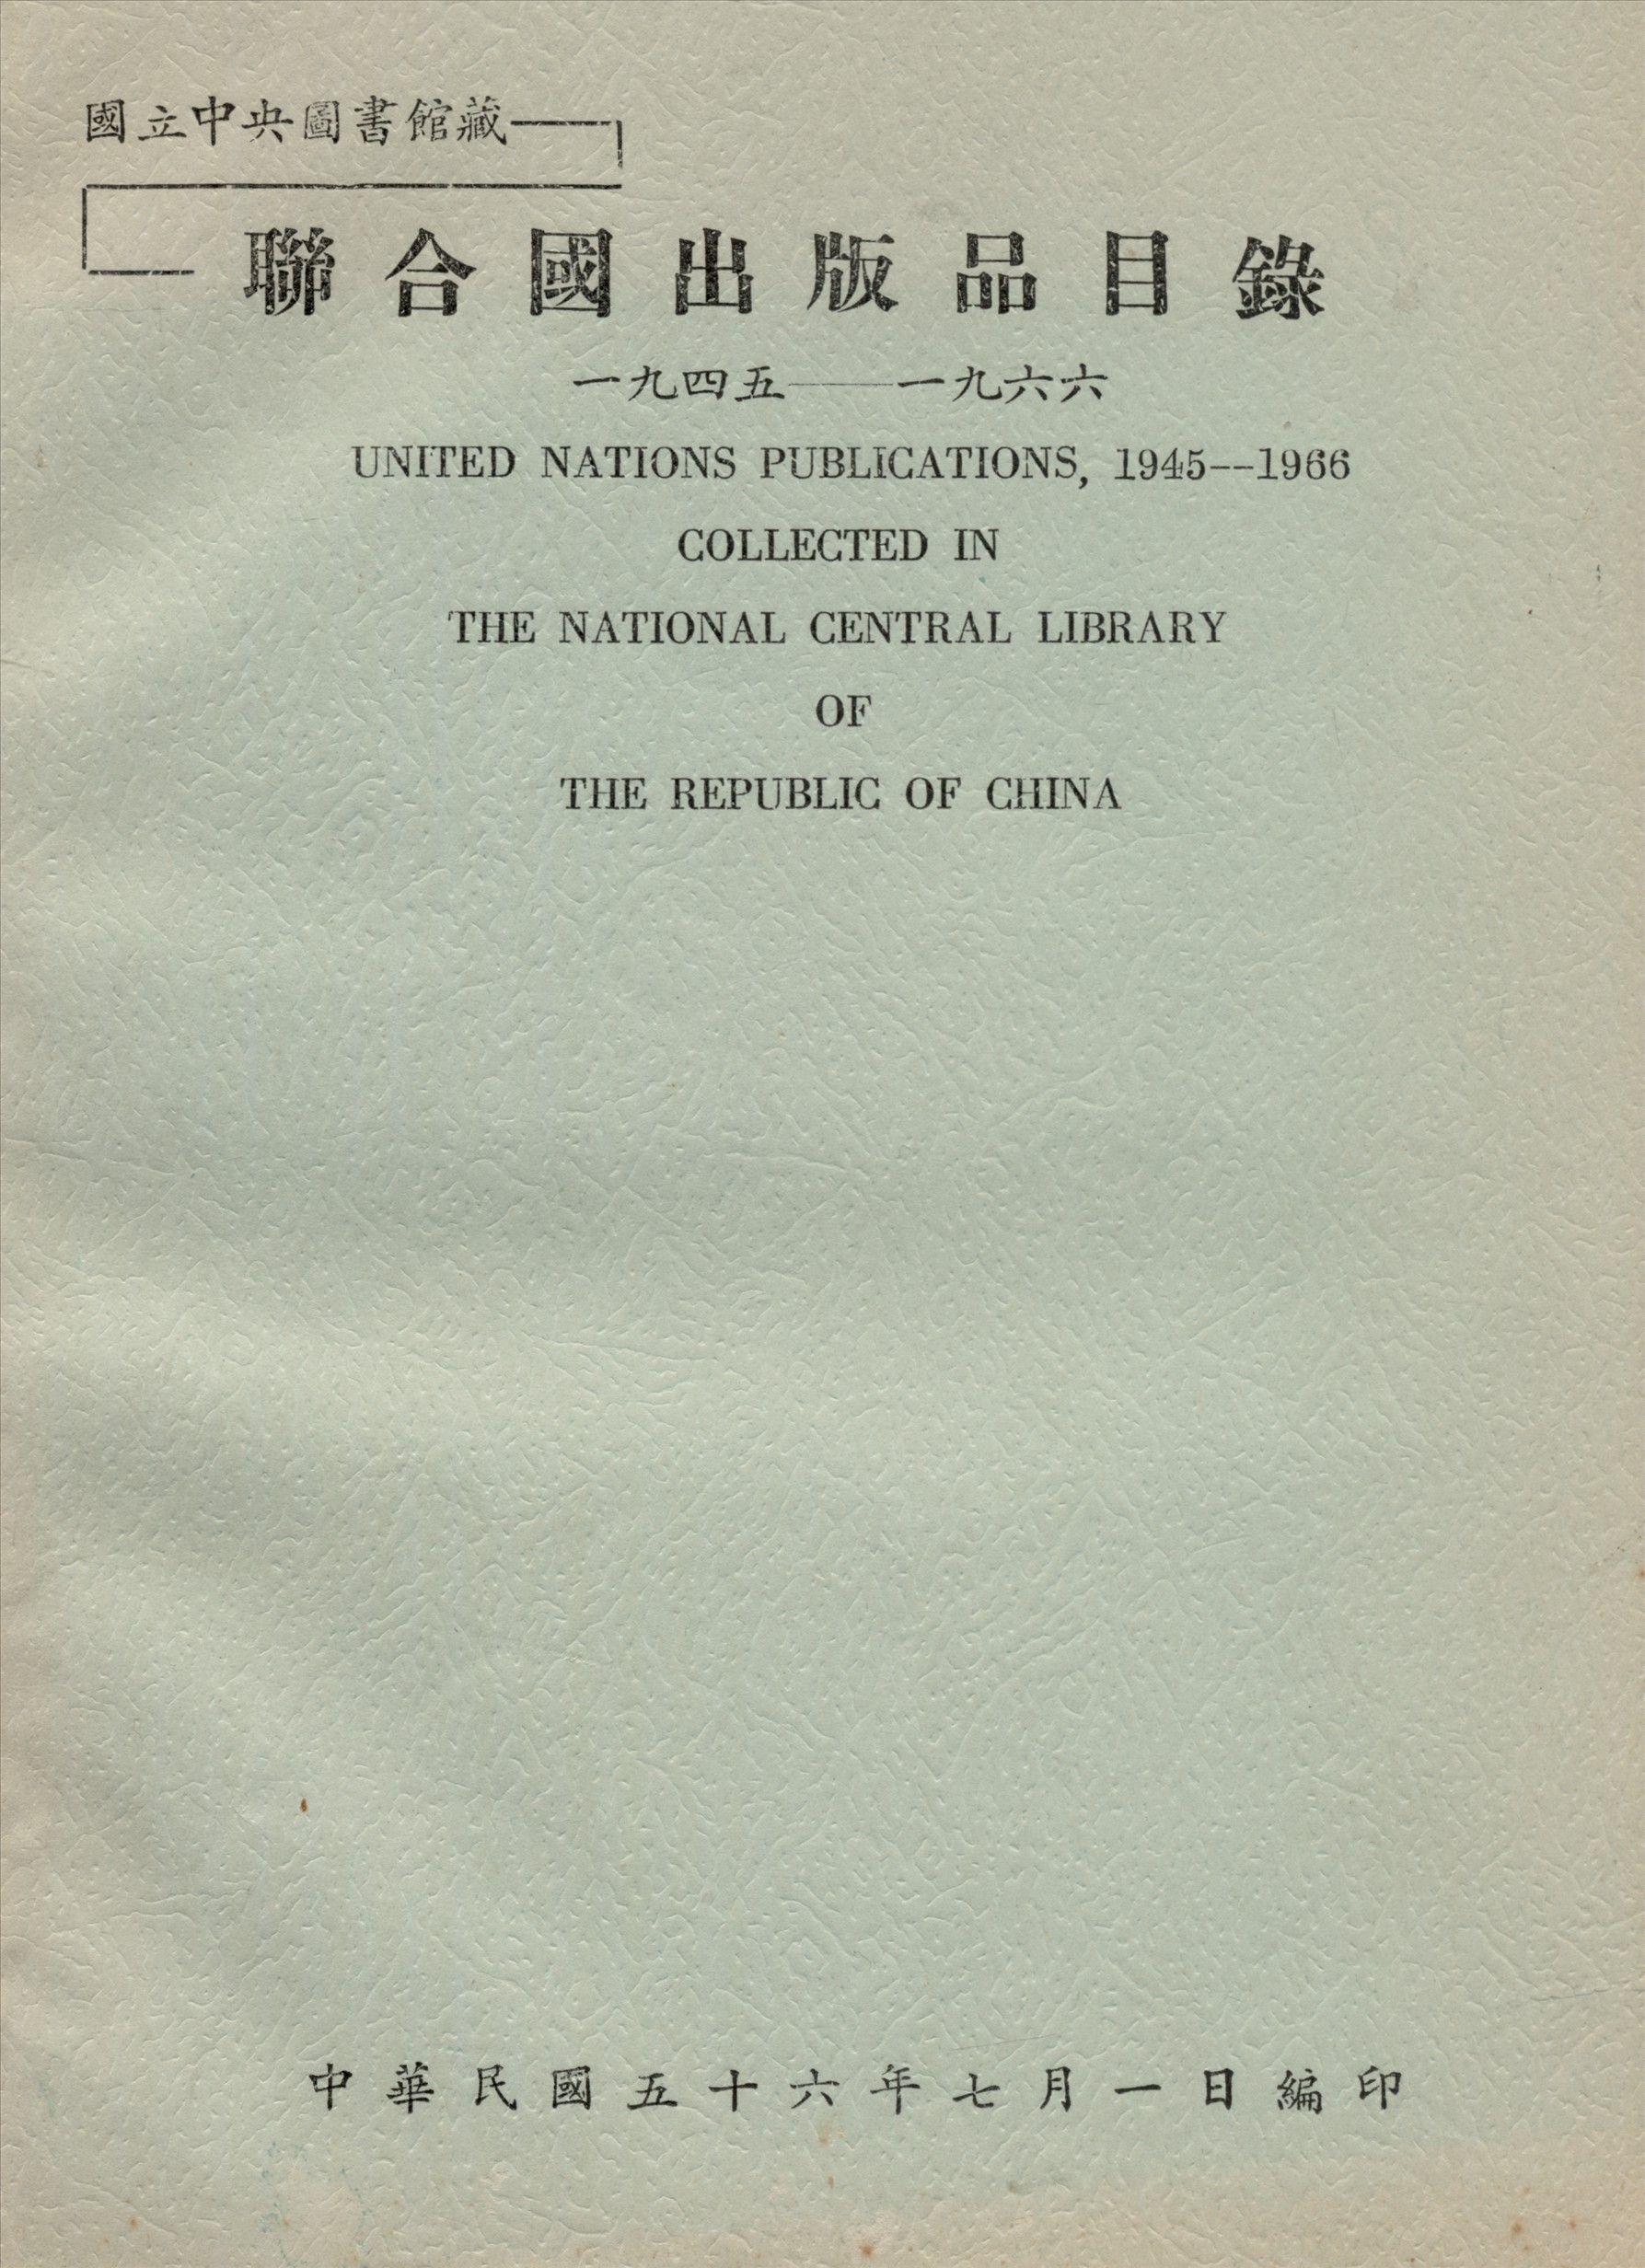 國立中央圖書館藏
聯合國出版品目錄
一九四五——一九六六
UNITED NATIONS PUBLICATIONS, 1945--1966
COLLECTED IN
THE NATIONAL CENTRAL LIBRARY
OF
THE REPUBLIC OF CHINA
中華民國五十六年七月一日編印